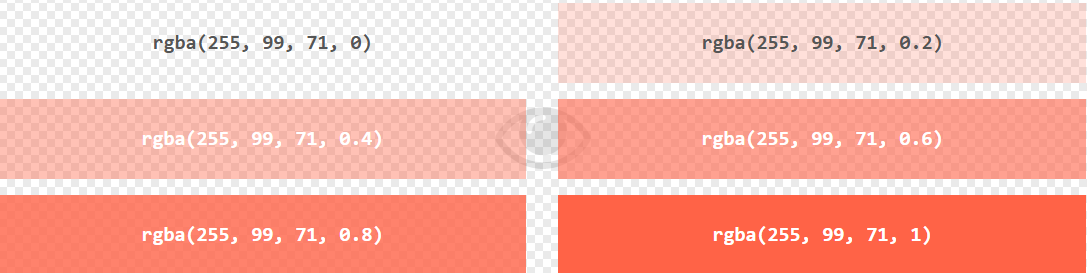 rgba(255, 99, 71, 0)
rgba(255, 99, 71, 0.2)
rgba(255, 99, 71, 0.4)
rgba(255, 99, 71, 0.6)
rgba(255, 99, 71, 0.8)
rgba(255, 99, 71, 1)